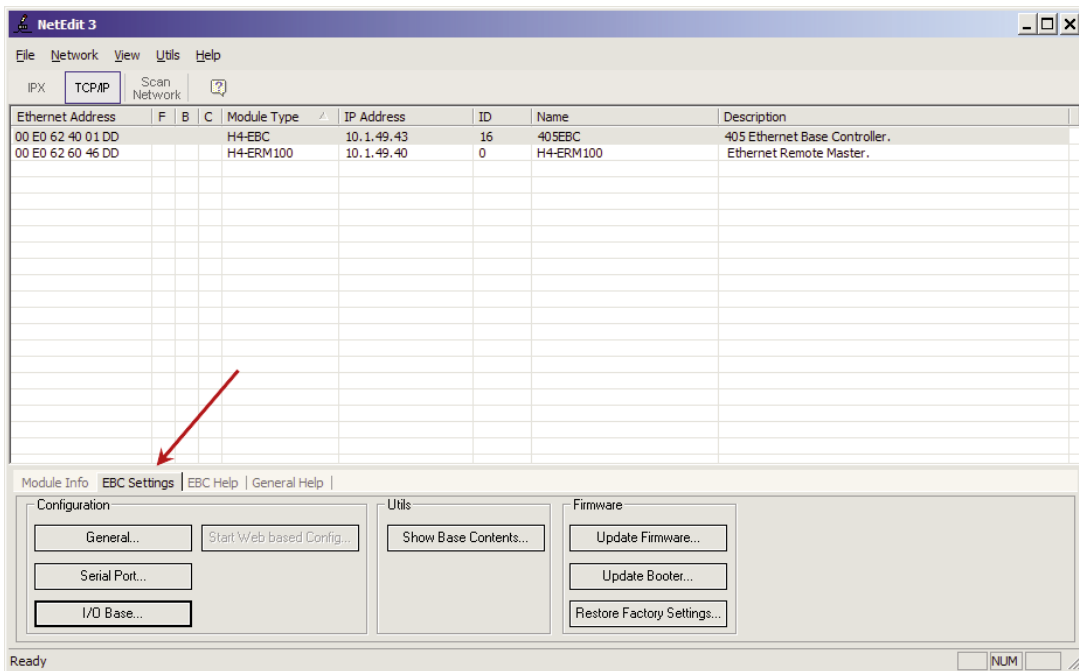 NetEdit 3
File Network View Utils Help
IPX TCP/IP Scan Network ?
Ethernet Address F B C Module Type IP Address ID Name Description
00 E0 62 40 01 DD H4-EBC 10.1.49.43 16 405EBC 405 Ethernet Base Controller.
00 E0 62 60 46 DD H4-ERM100 10.1.49.40 0 H4-ERM100 Ethernet Remote Master.
Module Info EBC Settings EBC Help General Help
Configuration Utils Firmware
General... Start Web based Config... Show Base Contents... Update Firmware...
Serial Port... Update Booter...
I/O Base... Restore Factory Settings...
Ready NUM